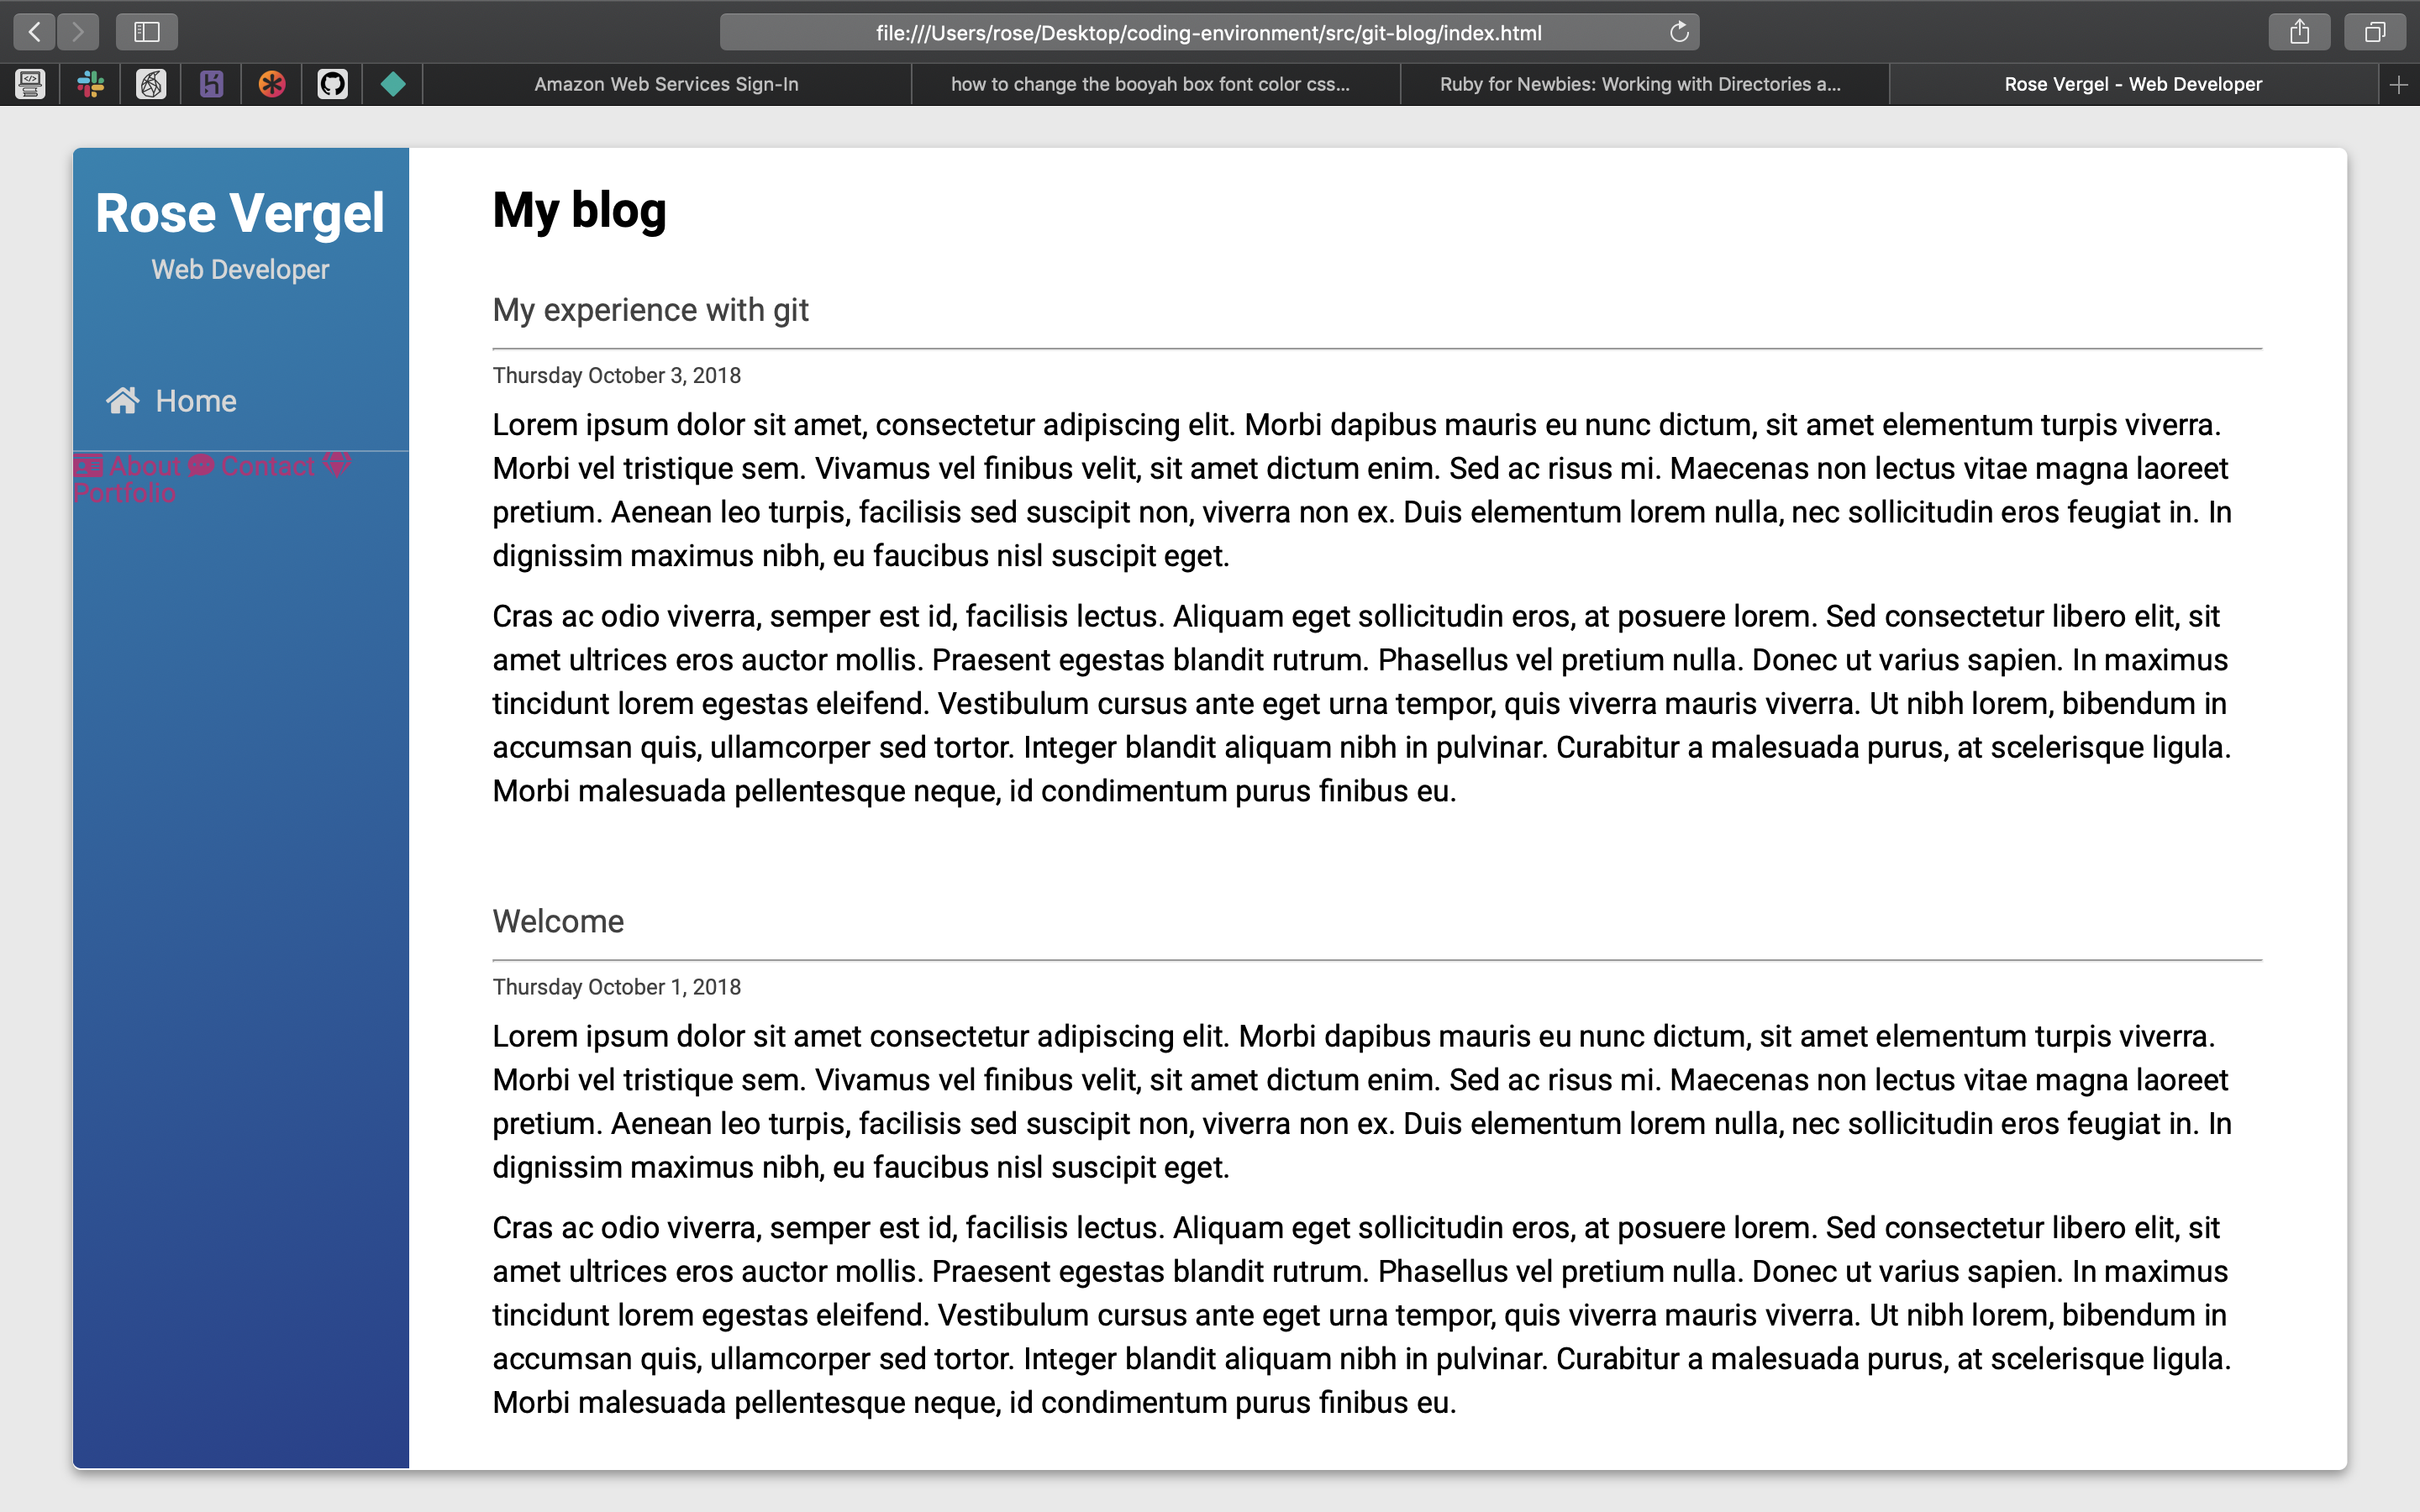 file:///Users/rose/Desktop/coding-environment/src/git-blog/index.html
Amazon Web Services Sign-In
how to change the booyah box font color css...
Ruby for Newbies: Working with Directories a...
Rose Vergel - Web Developer
Rose Vergel
Web Developer
Home
About Contact
Portfolio
My blog
My experience with git
Thursday October 3, 2018
Lorem ipsum dolor sit amet, consectetur adipiscing elit. Morbi dapibus mauris eu nunc dictum, sit amet elementum turpis viverra.
Morbi vel tristique sem. Vivamus vel finibus velit, sit amet dictum enim. Sed ac risus mi. Maecenas non lectus vitae magna laoreet
pretium. Aenean leo turpis, facilisis sed suscipit non, viverra non ex. Duis elementum lorem nulla, nec sollicitudin eros feugiat in. In
dignissim maximus nibh, eu faucibus nisl suscipit eget.
Cras ac odio viverra, semper est id, facilisis lectus. Aliquam eget sollicitudin eros, at posuere lorem. Sed consectetur libero elit, sit
amet ultrices eros auctor mollis. Praesent egestas blandit rutrum. Phasellus vel pretium nulla. Donec ut varius sapien. In maximus
tincidunt lorem egestas eleifend. Vestibulum cursus ante eget urna tempor, quis viverra mauris viverra. Ut nibh lorem, bibendum in
accumsan quis, ullamcorper sed tortor. Integer blandit aliquam nibh in pulvinar. Curabitur a malesuada purus, at scelerisque ligula.
Morbi malesuada pellentesque neque, id condimentum purus finibus eu.
Welcome
Thursday October 1, 2018
Lorem ipsum dolor sit amet consectetur adipiscing elit. Morbi dapibus mauris eu nunc dictum, sit amet elementum turpis viverra.
Morbi vel tristique sem. Vivamus vel finibus velit, sit amet dictum enim. Sed ac risus mi. Maecenas non lectus vitae magna laoreet
pretium. Aenean leo turpis, facilisis sed suscipit non, viverra non ex. Duis elementum lorem nulla, nec sollicitudin eros feugiat in. In
dignissim maximus nibh, eu faucibus nisl suscipit eget.
Cras ac odio viverra, semper est id, facilisis lectus. Aliquam eget sollicitudin eros, at posuere lorem. Sed consectetur libero elit, sit
amet ultrices eros auctor mollis. Praesent egestas blandit rutrum. Phasellus vel pretium nulla. Donec ut varius sapien. In maximus
tincidunt lorem egestas eleifend. Vestibulum cursus ante eget urna tempor, quis viverra mauris viverra. Ut nibh lorem, bibendum in
accumsan quis, ullamcorper sed tortor. Integer blandit aliquam nibh in pulvinar. Curabitur a malesuada purus, at scelerisque ligula.
Morbi malesuada pellentesque neque, id condimentum purus finibus eu.